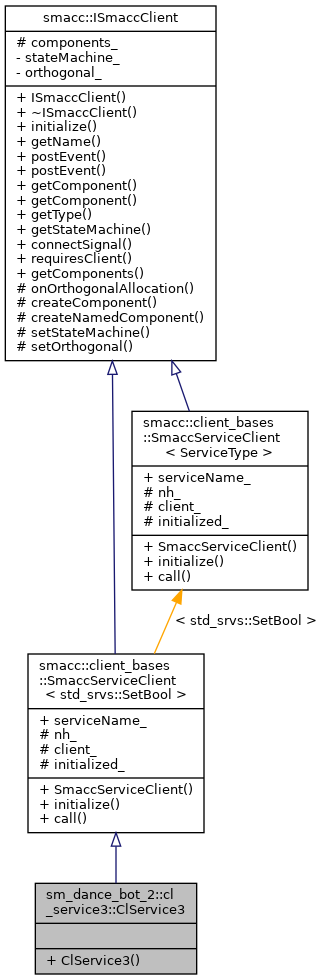 smacc::ISmaccClient
# components_
- stateMachine_
- orthogonal_
+ ISmaccClient()
+ ~ISmaccClient()
+ initialize()
+ getName()
+ postEvent()
+ postEvent()
+ getComponent()
+ getComponent()
+ getType()
+ getStateMachine()
+ connectSignal()
+ requiresClient()
+ getComponents()
# onOrthogonalAllocation()
# createComponent()
# createNamedComponent()
# setStateMachine()
# setOrthogonal()
smacc::client_bases
::SmaccServiceClient
< ServiceType >
+ serviceName_
# nh_
# client_
# initialized_
+ SmaccServiceClient()
+ initialize()
+ call()
< std_srvs::SetBool >
smacc::client_bases
::SmaccServiceClient
< std_srvs::SetBool >
+ serviceName_
# nh_
# client_
# initialized_
+ SmaccServiceClient()
+ initialize()
+ call()
sm_dance_bot_2::cl
_service3::ClService3
+ ClService3()